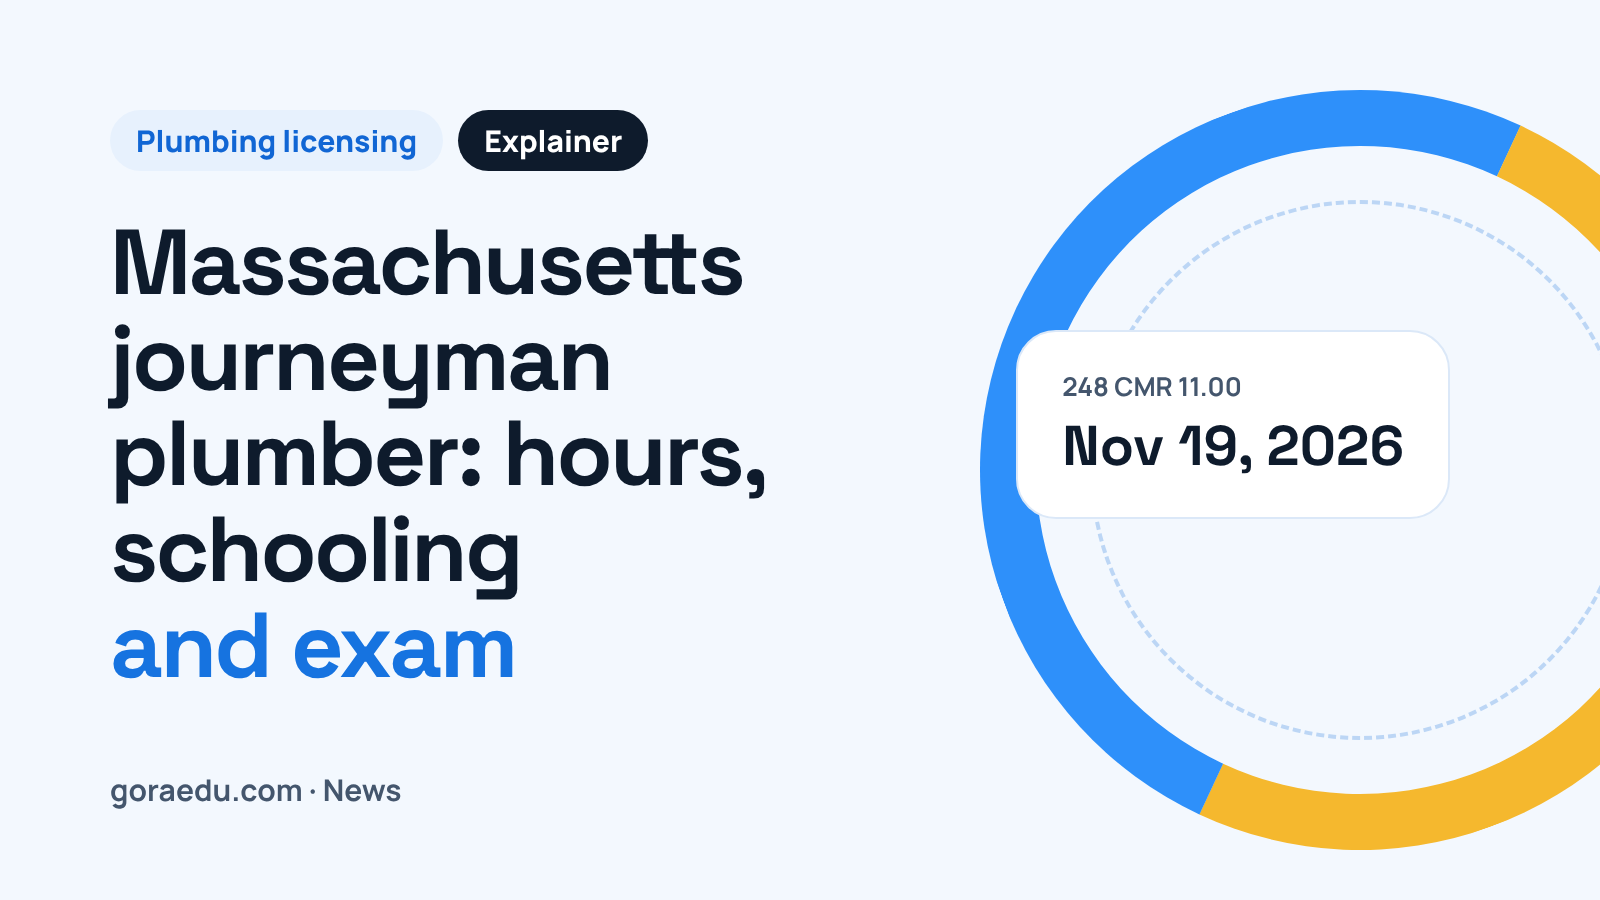 Plumbing licensing
Explainer
Massachusetts
journeyman
plumber: hours,
schooling
and exam
248 CMR 11.00
Nov 19, 2026
goraedu.com · News